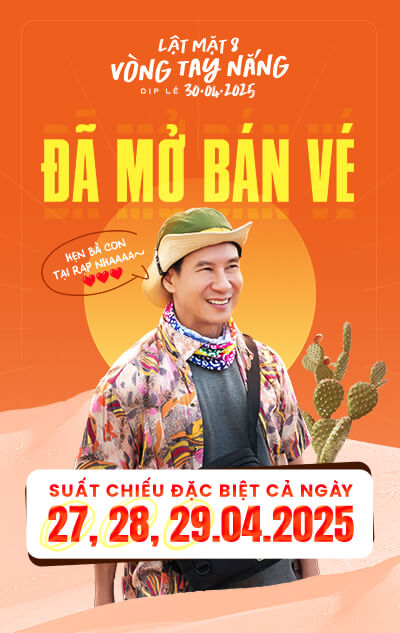 LẬT MẶT 8
VÒNG TAY NẮNG
DỊP LỄ 30.04.2025
ĐÃ MỞ BÁN VÉ
HẸN BÀ CON
TẠI RẠP NHAAAA~
SUẤT CHIẾU ĐẶC BIỆT CẢ NGÀY
27, 28, 29.04.2025